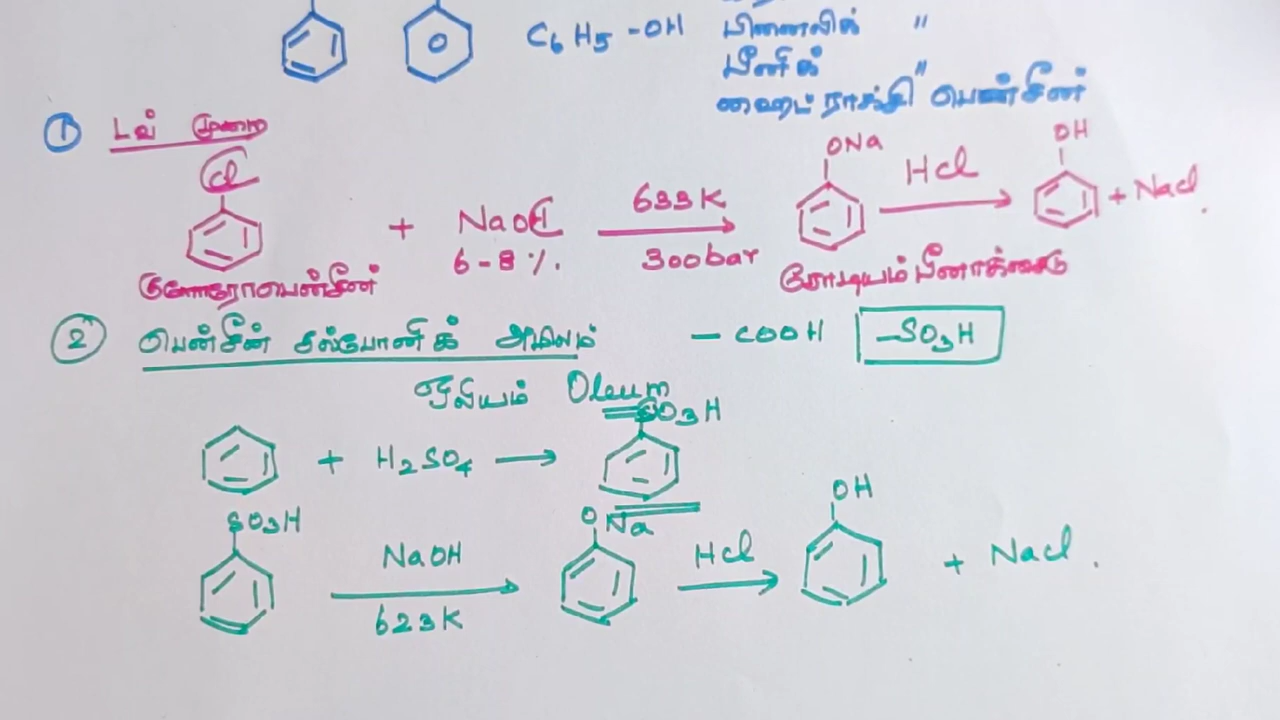 C6H5-OH பினைலில் "
பீனிக் "
ஹைட்ராக்சி பென்சீன்
① டவ் முறை
Cl ONa OH
+ NaOH 633K HCl + NaCl
6-8 %. 300bar
குளோரோபென்சீன் சோடியம் பீனாக்சைடு
② பென்சீன் சல்போனிக் அமிலம் -COOH -SO3H
ஒலியம் Oleum
SO3H
+ H2SO4
SO3H NaOH ONa HCl OH + NaCl.
623K